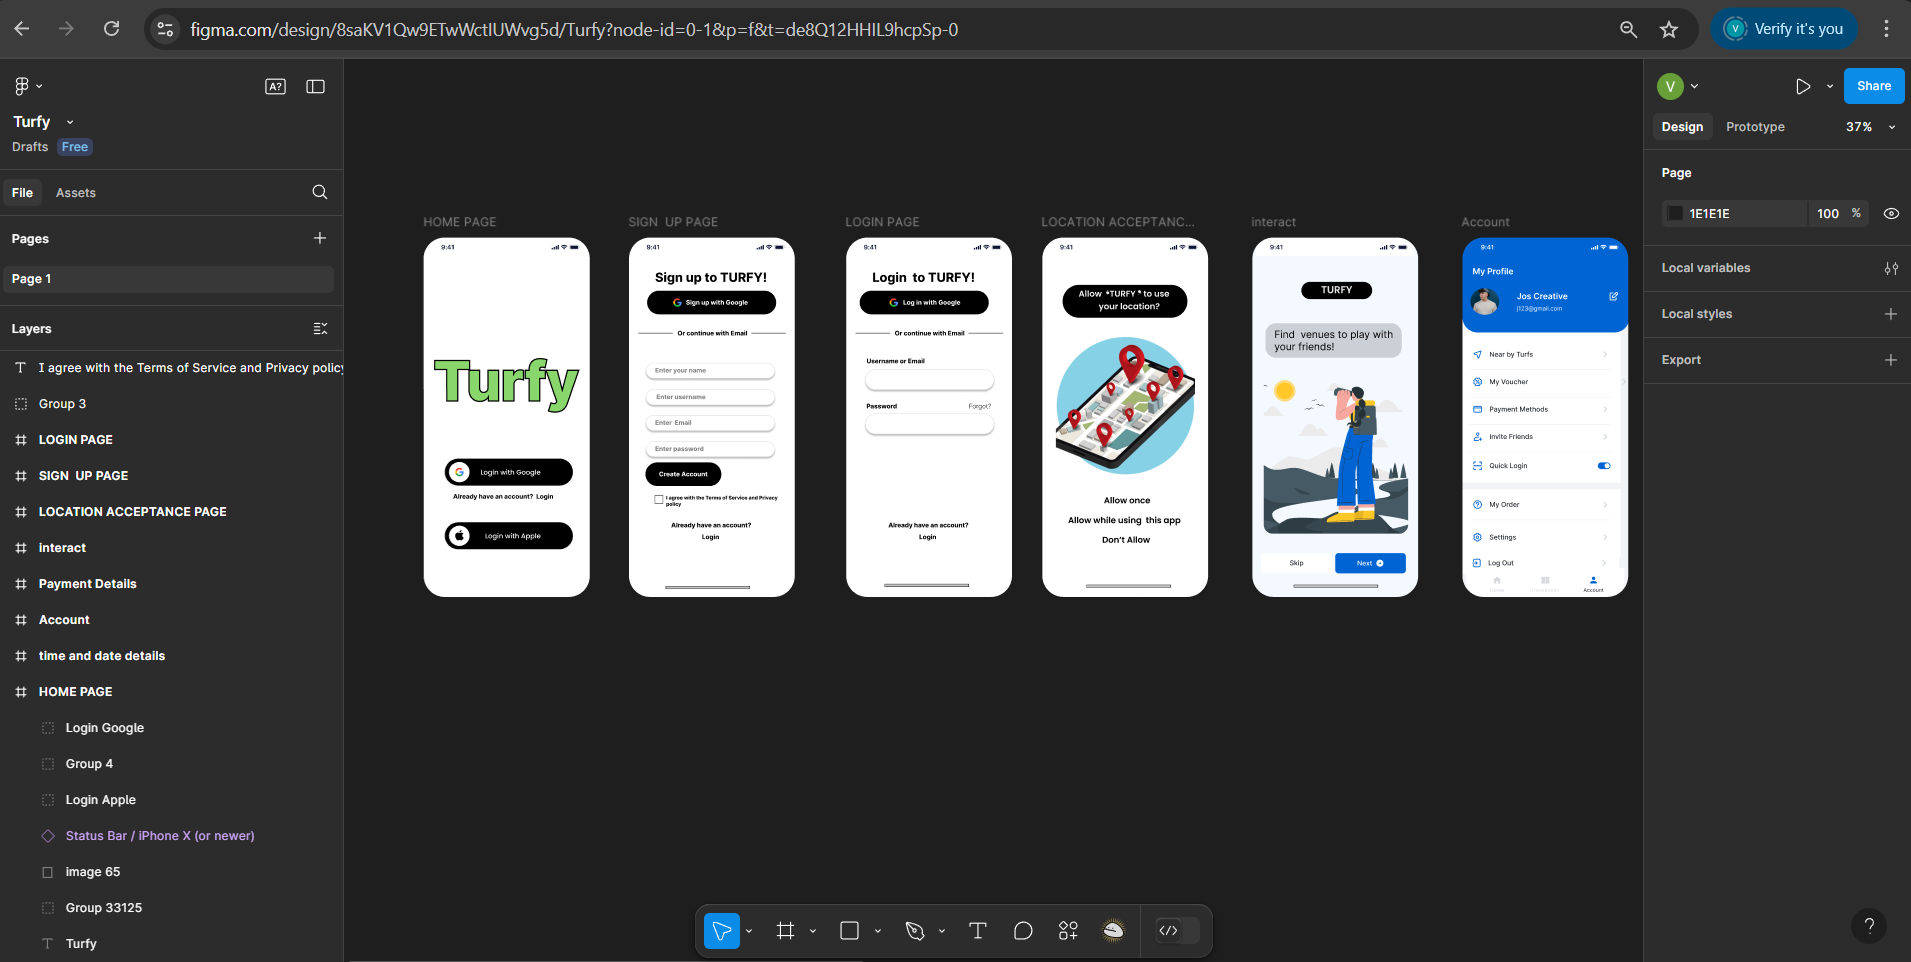 figma.com/design/8saKV1Qw9ETwWctIUWvg5d/Turfy?node-id=0-1&p=f&t=de8Q12HHIL9hcpSp-0
V
Verify it's you
A?
Turfy
Drafts Free
File Assets
Pages
Page 1
Layers
I agree with the Terms of Service and Privacy policy
Group 3
LOGIN PAGE
SIGN UP PAGE
LOCATION ACCEPTANCE PAGE
interact
Payment Details
Account
time and date details
HOME PAGE
Login Google
Group 4
Login Apple
Status Bar / iPhone X (or newer)
image 65
Group 33125
Turfy
HOME PAGE
9:41
Turfy
Login with Google
Already have an account? Login
Login with Apple
SIGN UP PAGE
9:41
Sign up to TURFY!
Sign up with Google
Or continue with Email
Enter your name
Enter username
Enter Email
Enter password
Create Account
I agree with the Terms of Service and Privacy
policy
Already have an account?
Login
LOGIN PAGE
9:41
Login to TURFY!
Log in with Google
Or continue with Email
Username or Email
Password Forgot?
Already have an account?
Login
LOCATION ACCEPTANC...
9:41
Allow "TURFY" to use
your location?
Allow once
Allow while using this app
Don't Allow
interact
9:41
TURFY
Find venues to play with
your friends!
Skip
Next
Account
9:41
My Profile
Jos Creative
j123@gmail.com
Near by Turfs
My Voucher
Payment Methods
Invite Friends
Quick Login
My Order
Settings
Log Out
Home
Account
V
Share
Design Prototype 37%
Page
1E1E1E 100 %
Local variables
Local styles
Export
?